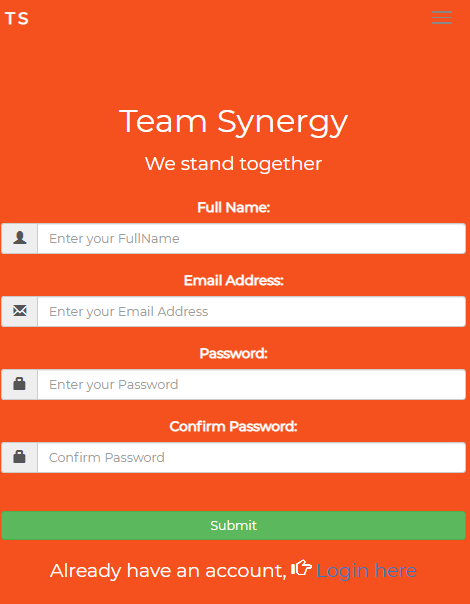 TS
Team Synergy
We stand together
Full Name:
Enter your FullName
Email Address:
Enter your Email Address
Password:
Enter your Password
Confirm Password:
Confirm Password
Submit
Already have an account, Login here